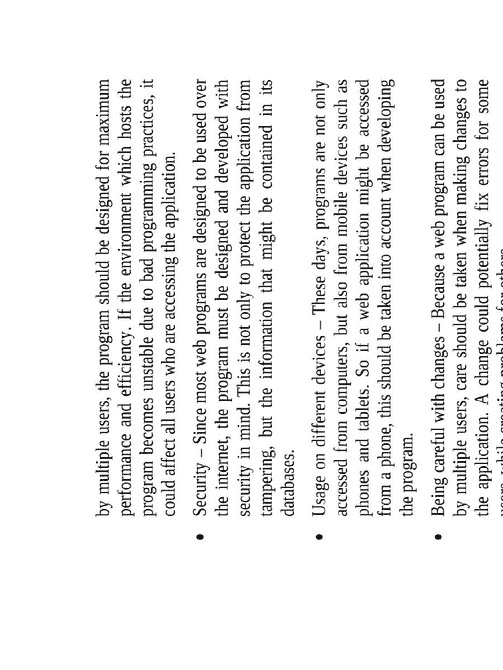 by multiple users, the program should be designed for maximum
performance and efficiency. If the environment which hosts the
program becomes unstable due to bad programming practices, it
could affect all users who are accessing the application.
• Security – Since most web programs are designed to be used over
the internet, the program must be designed and developed with
security in mind. This is not only to protect the application from
tampering, but the information that might be contained in its
databases.
• Usage on different devices – These days, programs are not only
accessed from computers, but also from mobile devices such as
phones and tablets. So if a web application might be accessed
from a phone, this should be taken into account when developing
the program.
• Being careful with changes – Because a web program can be used
by multiple users, care should be taken when making changes to
the application. A change could potentially fix errors for some
users while creating problems for others